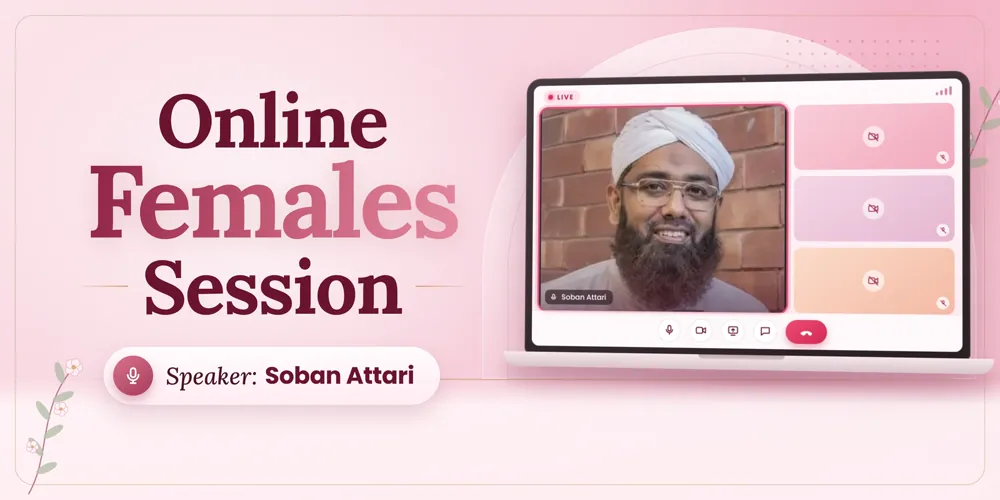 Online
Females
Session
Speaker: Soban Attari
LIVE
Soban Attari